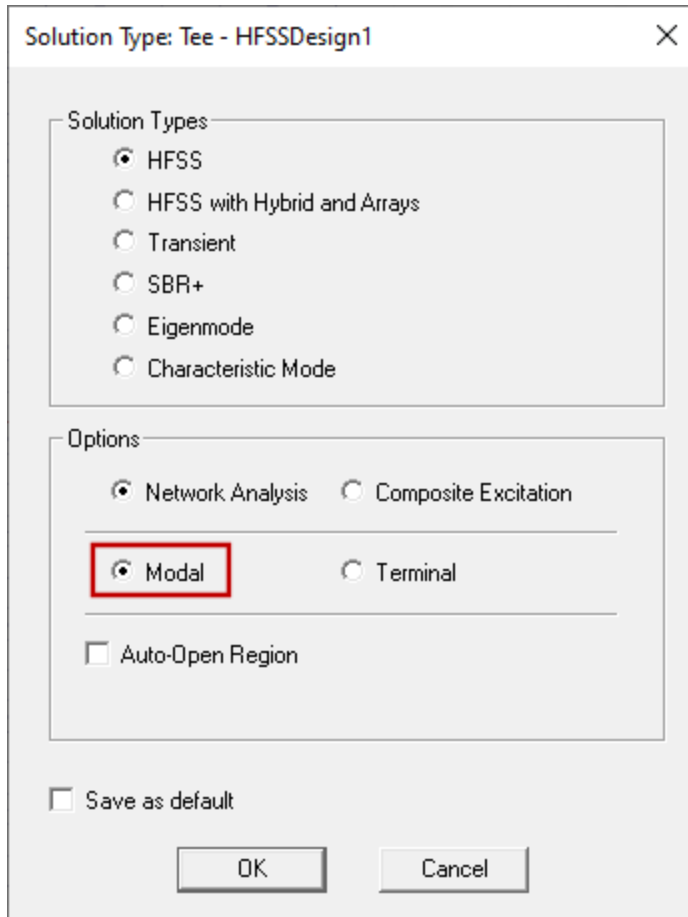 Solution Type: Tee - HFSSDesign1
Solution Types
HFSS
HFSS with Hybrid and Arrays
Transient
SBR+
Eigenmode
Characteristic Mode
Options
Network Analysis Composite Excitation
Modal Terminal
Auto-Open Region
Save as default
OK Cancel